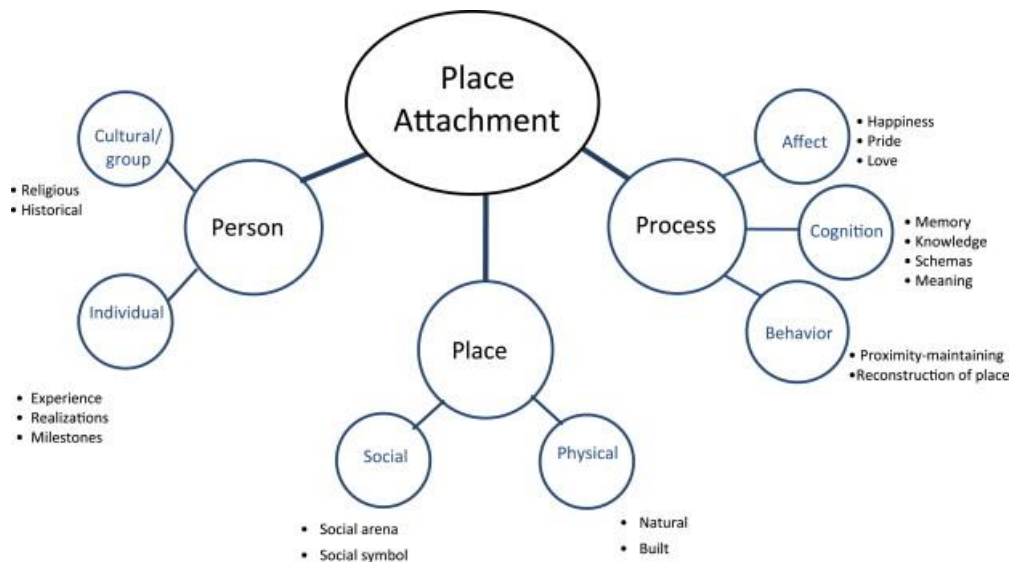 Place
Attachment
Cultural/
group
• Religious
• Historical
Person
Individual
• Experience
• Realizations
• Milestones
Place
Social
• Social arena
• Social symbol
Physical
• Natural
• Built
Process
Affect
• Happiness
• Pride
• Love
Cognition
• Memory
• Knowledge
• Schemas
• Meaning
Behavior
• Proximity-maintaining
•Reconstruction of place